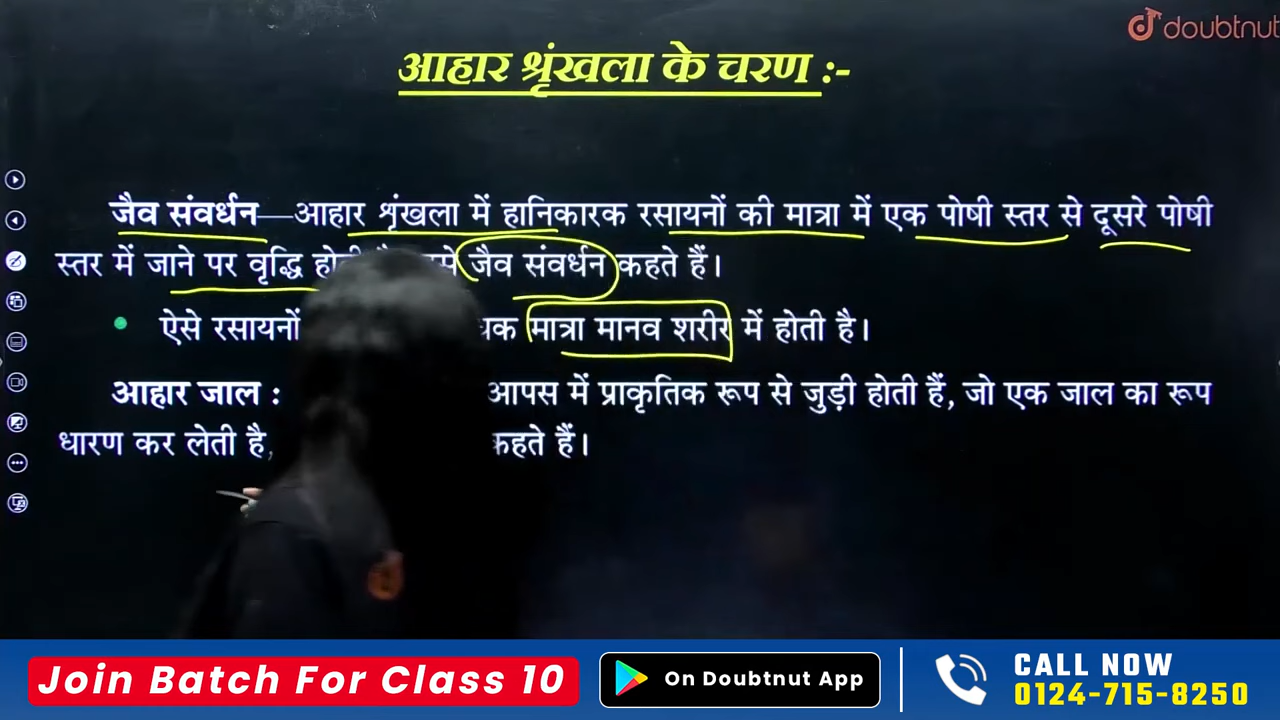 doubtnut
आहार श्रृंखला के चरण :-
जैव संवर्धन—आहार शृंखला में हानिकारक रसायनों की मात्रा में एक पोषी स्तर से दूसरे पोषी
स्तर में जाने पर वृद्धि जैव संवर्धन कहते हैं।
ऐसे रसायनों मात्रा मानव शरीर में होती है।
आहार जाल : आपस में प्राकृतिक रूप से जुड़ी होती हैं, जो एक जाल का रूप
धारण कर लेती है, कहते हैं।
Join Batch For Class 10
On Doubtnut App
CALL NOW
0124-715-8250